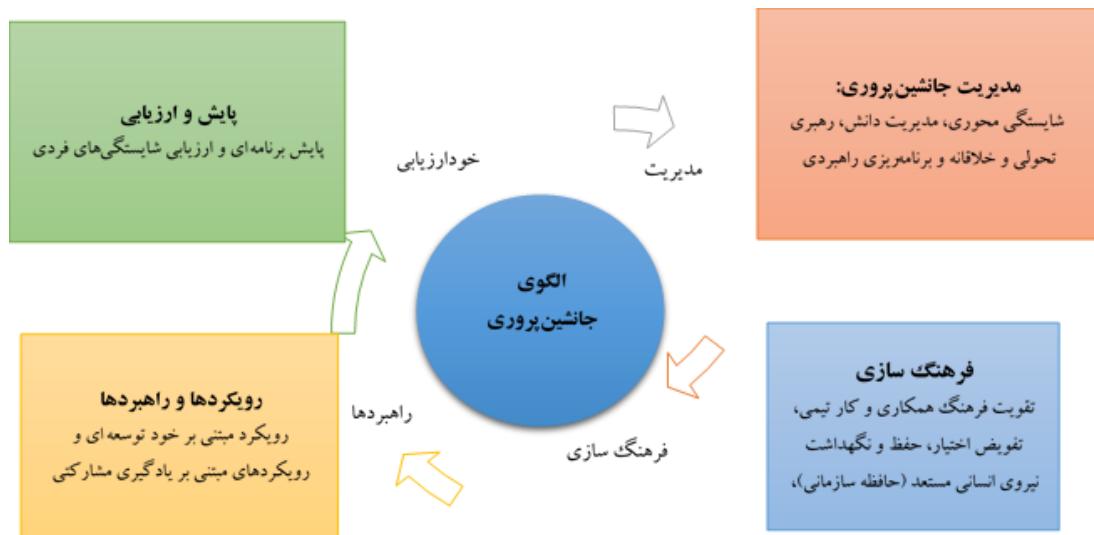 مدیریت جانشین‌پروری:
شایستگی محوری، مدیریت دانش، رهبری
تحولی و خلاقانه و برنامه‌ریزی راهبردی
پایش و ارزیابی
پایش برنامه‌ای و ارزیابی شایستگی‌های فردی
خودارزیابی
مدیریت
الگوی
جانشین‌پروری
فرهنگ سازی
تقویت فرهنگ همکاری و کار تیمی،
تفویض اختیار، حفظ و نگهداشت
نیروی انسانی مستعد (حافظه سازمانی)،
فرهنگ سازی
راهبردها
رویکردها و راهبردها
رویکرد مبتنی بر خود توسعه ای و
رویکردهای مبتنی بر یادگیری مشارکتی